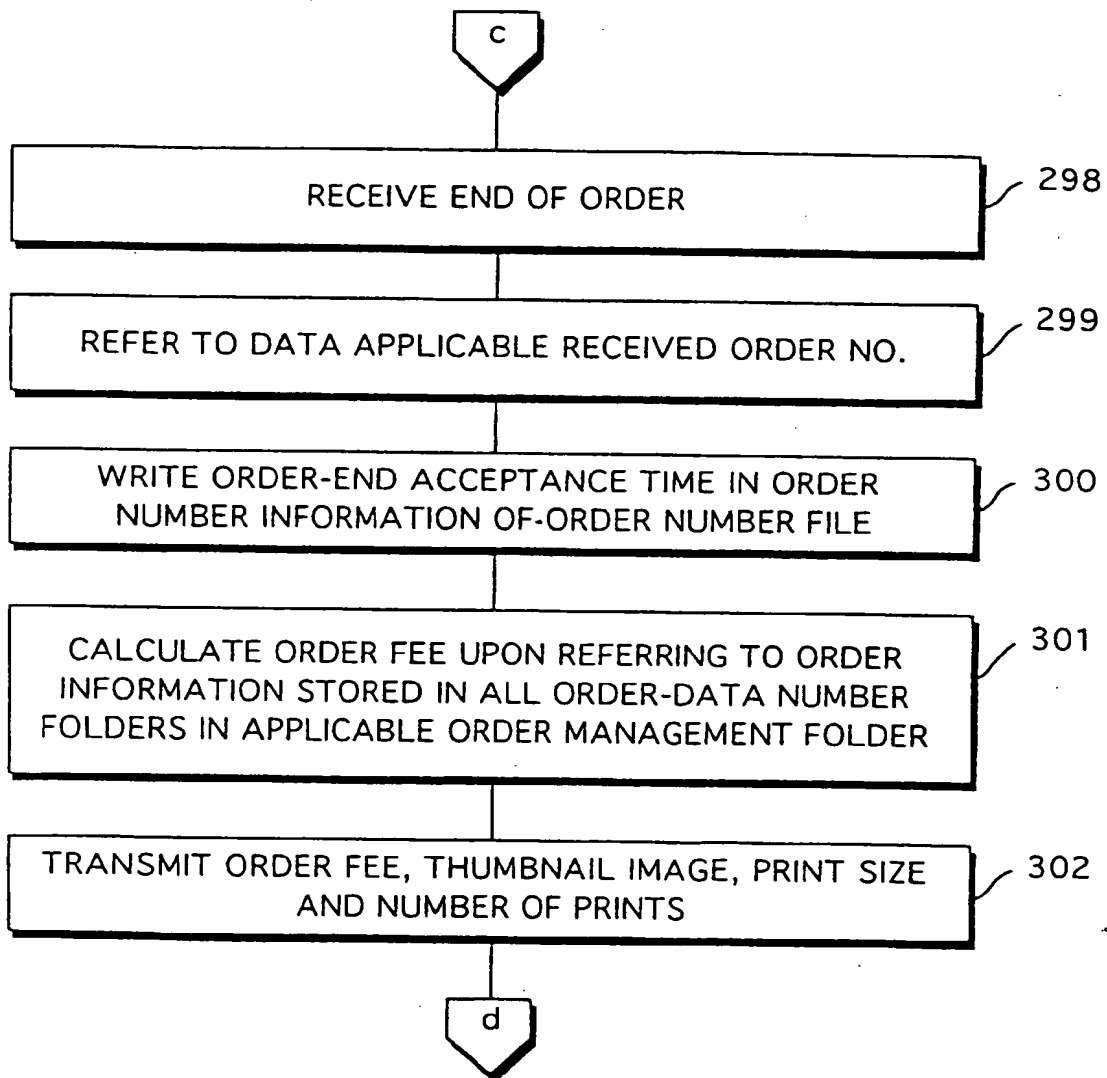 c
RECEIVE END OF ORDER
298
REFER TO DATA APPLICABLE RECEIVED ORDER NO.
299
WRITE ORDER-END ACCEPTANCE TIME IN ORDER
NUMBER INFORMATION OF-ORDER NUMBER FILE
300
CALCULATE ORDER FEE UPON REFERRING TO ORDER
INFORMATION STORED IN ALL ORDER-DATA NUMBER
FOLDERS IN APPLICABLE ORDER MANAGEMENT FOLDER
301
TRANSMIT ORDER FEE, THUMBNAIL IMAGE, PRINT SIZE
AND NUMBER OF PRINTS
302
d